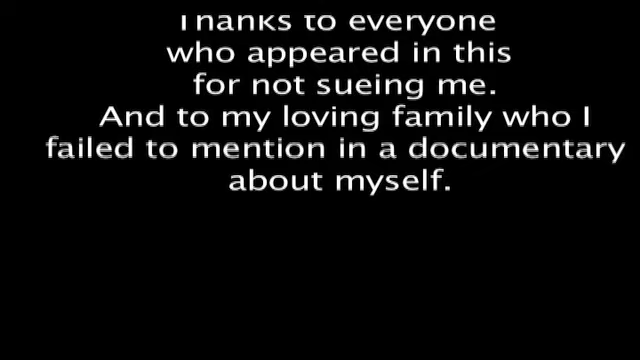 Thanks to everyone
who appeared in this
for not sueing me.
And to my loving family who I
failed to mention in a documentary
about myself.